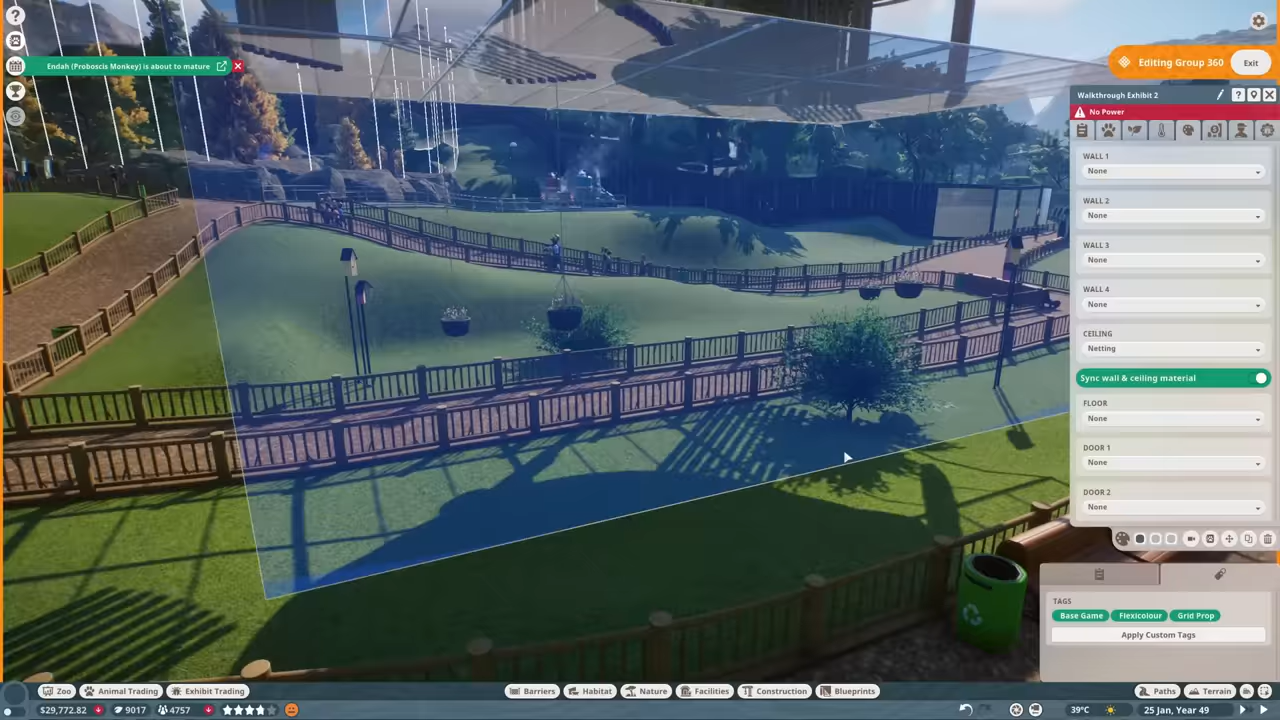 Endah (Proboscis Monkey) is about to mature
Editing Group 360
Exit
Walkthrough Exhibit 2
No Power
WALL 1
None
WALL 2
None
WALL 3
None
WALL 4
None
CEILING
Netting
Sync wall & ceiling material
FLOOR
None
DOOR 1
None
DOOR 2
None
TAGS
Base Game
Flexicolour
Grid Prop
Apply Custom Tags
Zoo
Animal Trading
Exhibit Trading
Barriers
Habitat
Nature
Facilities
Construction
Blueprints
Paths
Terrain
$29,772.82
9017
4757
39°C
25 Jan, Year 49